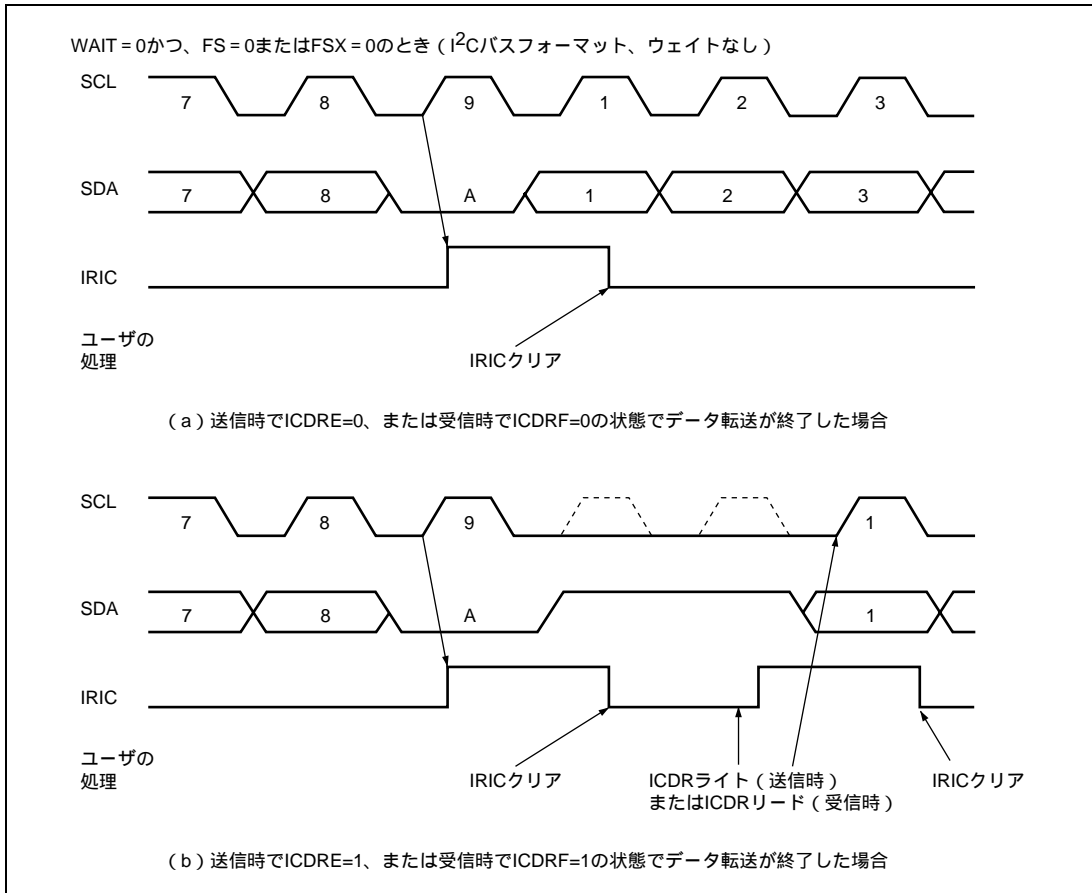 WAIT = 0かつ、FS = 0またはFSX = 0のとき（I²Cバスフォーマット、ウェイトなし）
SCL
7 8 9 1 2 3
SDA
7 8 A 1 2 3
IRIC
ユーザの
処理
IRICクリア
（a）送信時でICDRE=0、または受信時でICDRF=0の状態でデータ転送が終了した場合
SCL
7 8 9 1
SDA
7 8 A 1
IRIC
ユーザの
処理
IRICクリア
ICDRライト（送信時）
またはICDRリード（受信時）
IRICクリア
（b）送信時でICDRE=1、または受信時でICDRF=1の状態でデータ転送が終了した場合